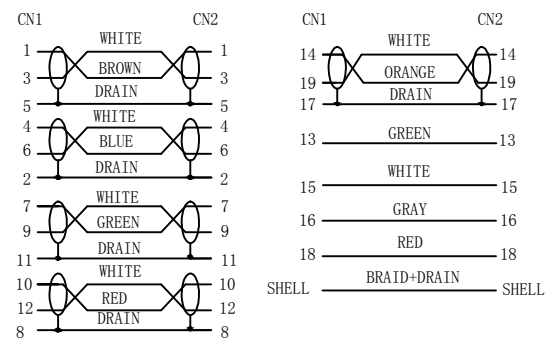 CN1 CN2
WHITE
1 1
BROWN
3 3
DRAIN
5 5
WHITE
4 4
BLUE
6 6
DRAIN
2 2
WHITE
7 7
GREEN
9 9
DRAIN
11 11
WHITE
10 10
RED
12 12
DRAIN
8 8
CN1 CN2
WHITE
14 14
ORANGE
19 19
DRAIN
17 17
GREEN
13 13
WHITE
15 15
GRAY
16 16
RED
18 18
BRAID+DRAIN
SHELL SHELL